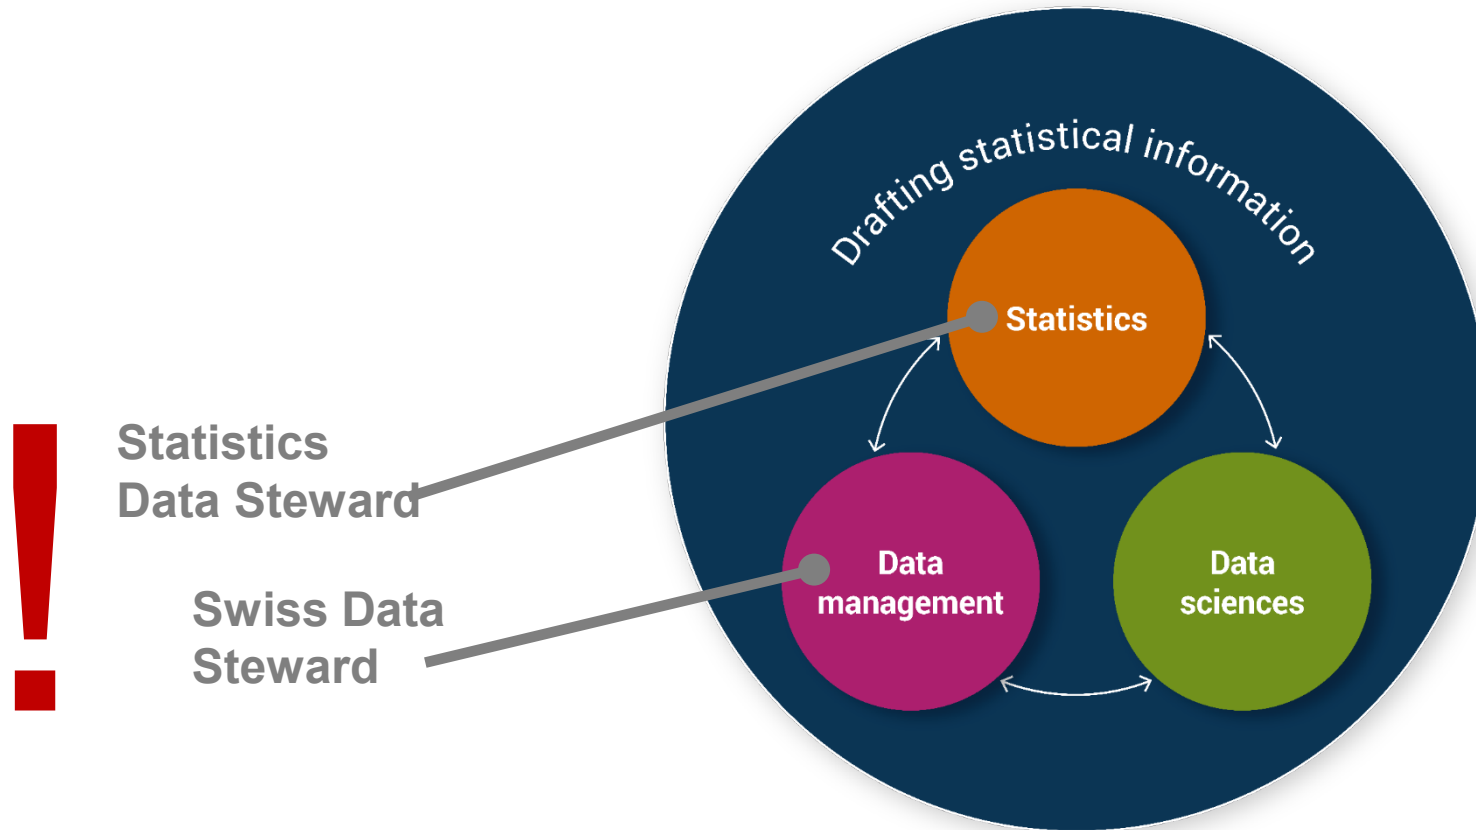 Drafting statistical information
Statistics
Statistics
Data Steward
Data
management
Data
sciences
Swiss Data
Steward
!